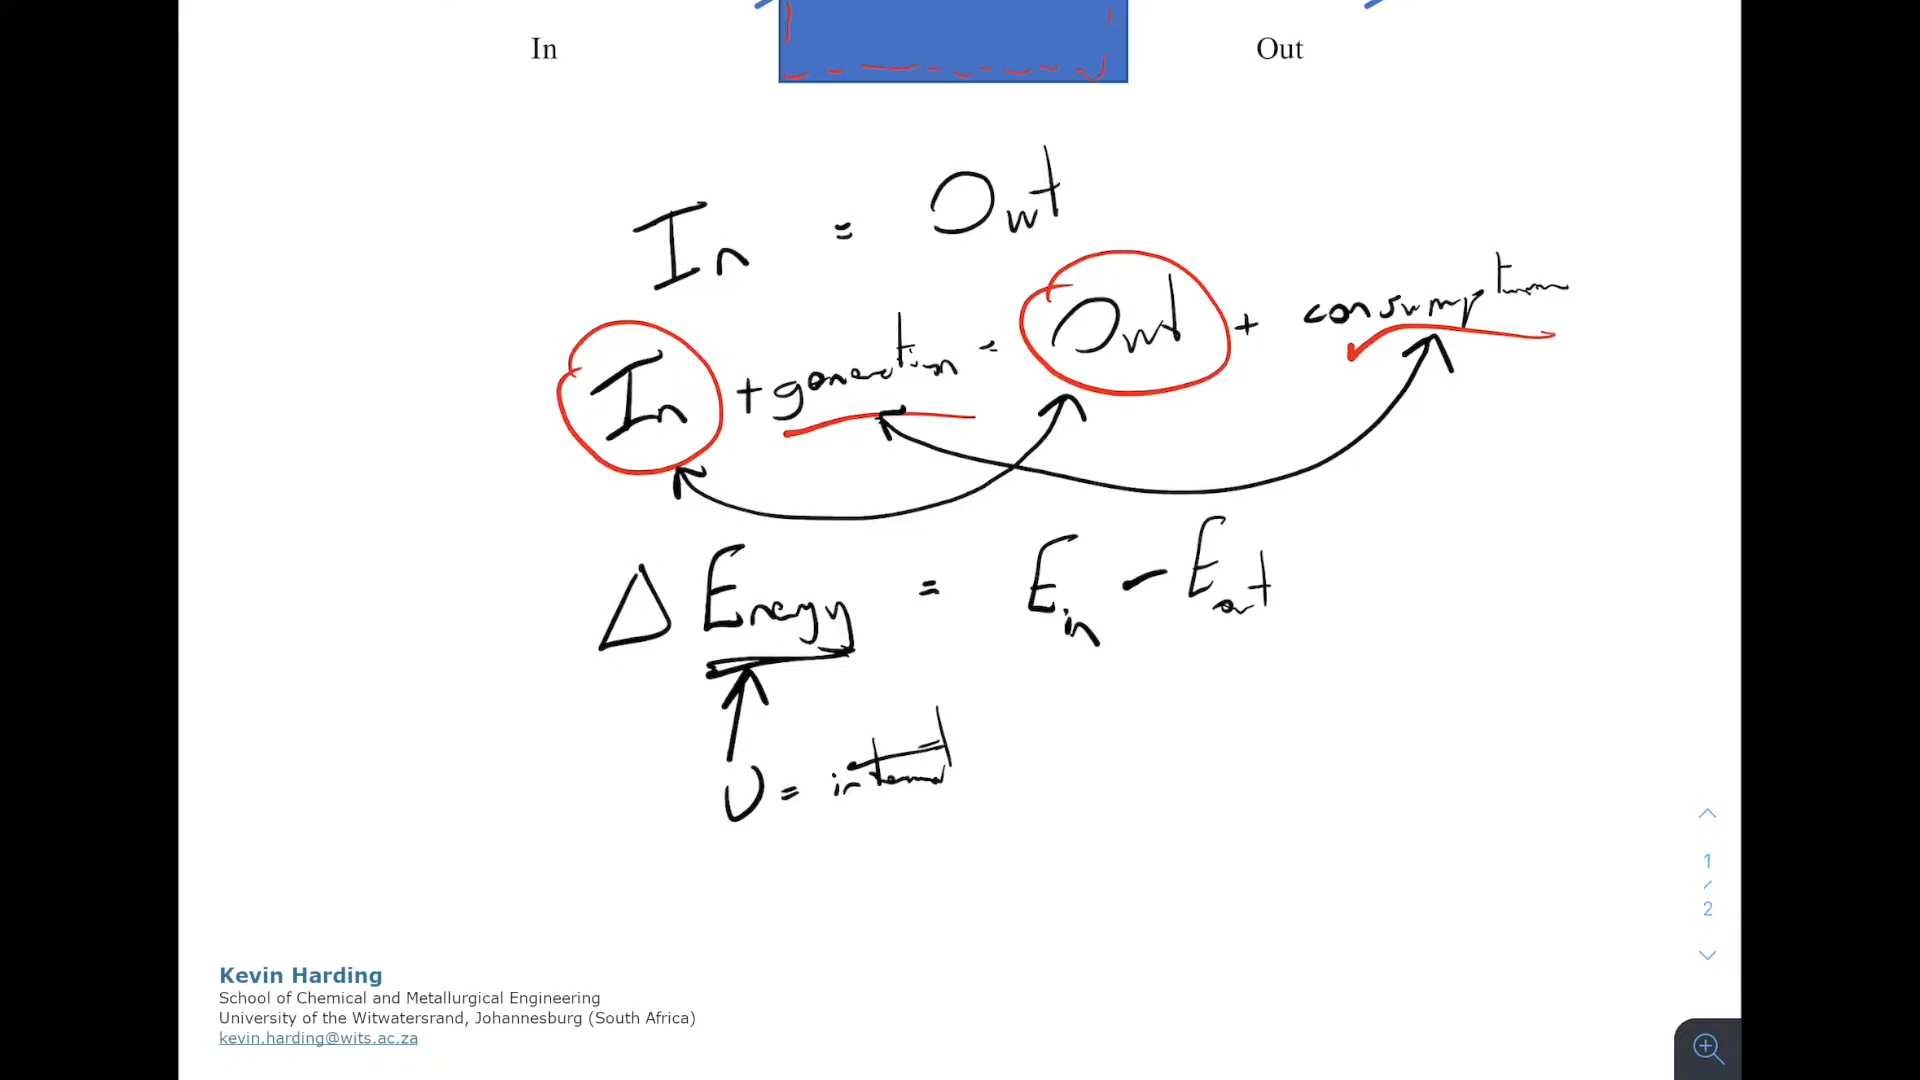 In Out
In = Out
In + generation = Out + consumption
Δ Energy = E in - E out
U = internal
1
/
2
Kevin Harding
School of Chemical and Metallurgical Engineering
University of the Witwatersrand, Johannesburg (South Africa)
kevin.harding@wits.ac.za